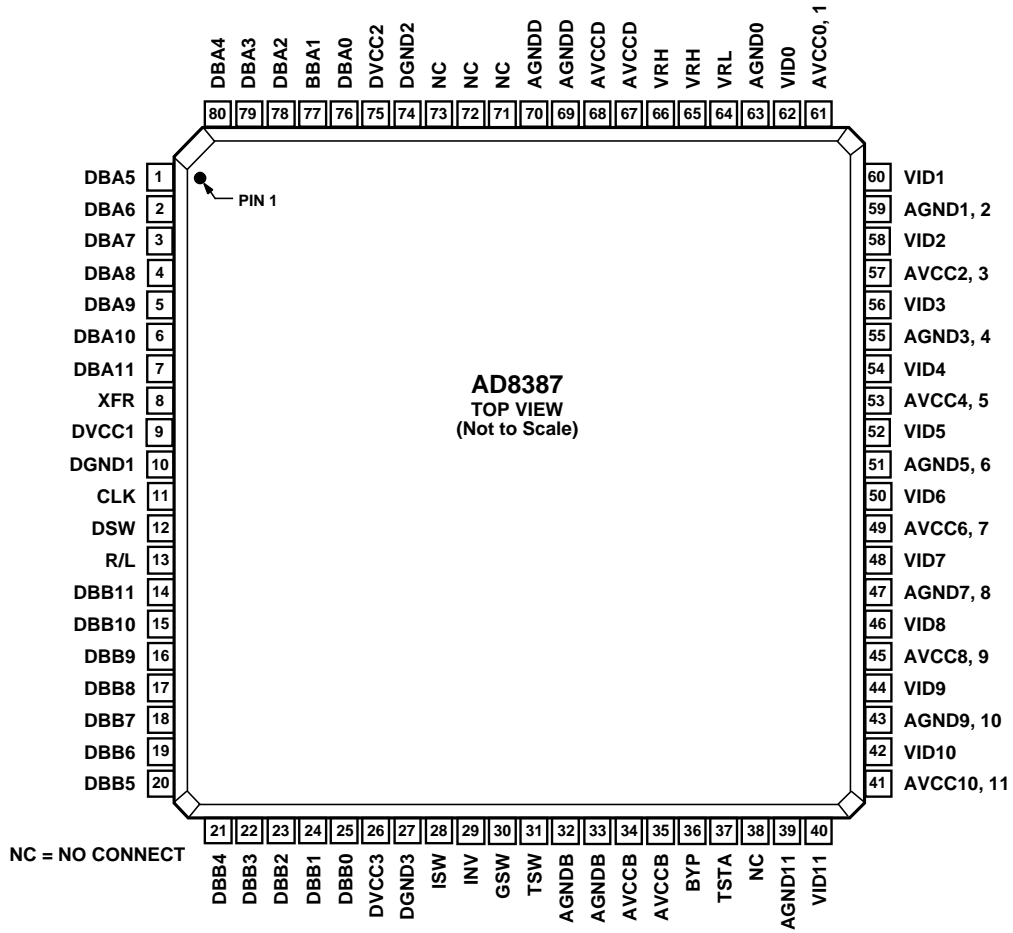 DBA4
DBA3
DBA2
BBA1
DBA0
DVCC2
DGND2
NC
NC
NC
AGNDD
AGNDD
AVCCD
AVCCD
VRH
VRH
VRL
AGND0
VID0
AVCC0, 1
80 79 78 77 76 75 74 73 72 71 70 69 68 67 66 65 64 63 62 61
DBA5 1
DBA6 2
DBA7 3
DBA8 4
DBA9 5
DBA10 6
DBA11 7
XFR 8
DVCC1 9
DGND1 10
CLK 11
DSW 12
R/L 13
DBB11 14
DBB10 15
DBB9 16
DBB8 17
DBB7 18
DBB6 19
DBB5 20
PIN 1
AD8387
TOP VIEW
(Not to Scale)
60 VID1
59 AGND1, 2
58 VID2
57 AVCC2, 3
56 VID3
55 AGND3, 4
54 VID4
53 AVCC4, 5
52 VID5
51 AGND5, 6
50 VID6
49 AVCC6, 7
48 VID7
47 AGND7, 8
46 VID8
45 AVCC8, 9
44 VID9
43 AGND9, 10
42 VID10
41 AVCC10, 11
21 22 23 24 25 26 27 28 29 30 31 32 33 34 35 36 37 38 39 40
DBB4
DBB3
DBB2
DBB1
DBB0
DVCC3
DGND3
ISW
INV
GSW
TSW
AGNDB
AGNDB
AVCCB
AVCCB
BYP
TSTA
NC
AGND11
VID11
NC = NO CONNECT